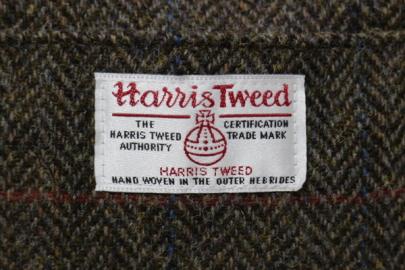 Harris Tweed
THE HARRIS TWEED AUTHORITY
CERTIFICATION TRADE MARK
HARRIS TWEED
HAND WOVEN IN THE OUTER HEBRIDES